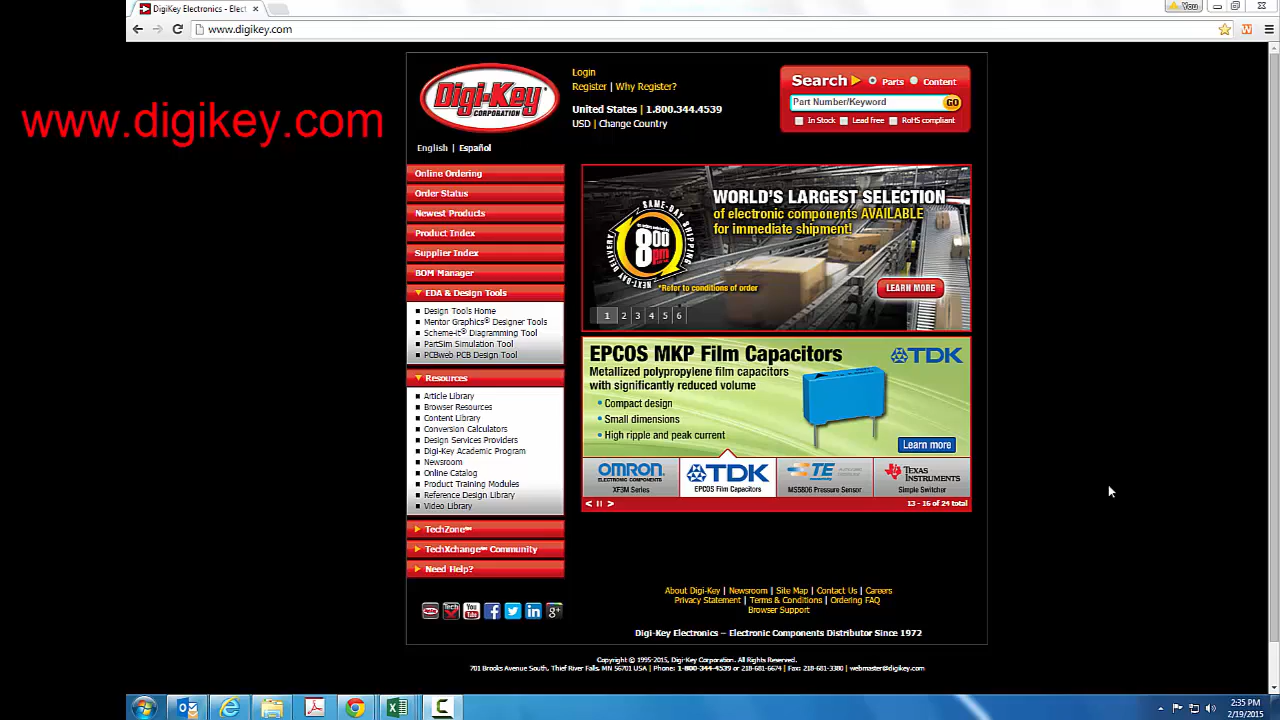 DigiKey Electronics - Elect
You
www.digikey.com
www.digikey.com
Digi-Key
CORPORATION
Login
Register | Why Register?
United States | 1.800.344.4539
USD | Change Country
English | Español
Search Parts Content
Part Number/Keyword GO
In Stock Lead free RoHS compliant
Online Ordering
Order Status
Newest Products
Product Index
Supplier Index
BOM Manager
EDA & Design Tools
Design Tools Home
Mentor Graphics® Designer Tools
Scheme-it® Diagramming Tool
PartSim Simulation Tool
PCBweb PCB Design Tool
Resources
Article Library
Browser Resources
Content Library
Conversion Calculators
Design Services Providers
Digi-Key Academic Program
Newsroom
Online Catalog
Product Training Modules
Reference Design Library
Video Library
TechZone℠
TechXchange℠ Community
Need Help?
SAME-DAY SHIPPING
8:00 pm
NEXT-DAY DELIVERY
WORLD'S LARGEST SELECTION
of electronic components AVAILABLE
for immediate shipment!
*Refer to conditions of order
LEARN MORE
1 2 3 4 5 6
EPCOS MKP Film Capacitors
TDK
Metallized polypropylene film capacitors
with significantly reduced volume
• Compact design
• Small dimensions
• High ripple and peak current
Learn more
OMRON
ELECTRONIC COMPONENTS
XF3M Series
TDK
EPCOS Film Capacitors
TE
connectivity
MS5806 Pressure Sensor
TEXAS INSTRUMENTS
Simple Switcher
< II >
13 - 16 of 24 total
About Digi-Key | Newsroom | Site Map | Contact Us | Careers
Privacy Statement | Terms & Conditions | Ordering FAQ
Browser Support
Digi-Key Electronics – Electronic Components Distributor Since 1972
Copyright © 1995-2015, Digi-Key Corporation. All Rights Reserved.
701 Brooks Avenue South, Thief River Falls, MN 56701 USA | Phone: 1-800-344-4539 or 218-681-6674 | Fax: 218-681-3380 | webmaster@digikey.com
2:35 PM
2/19/2015